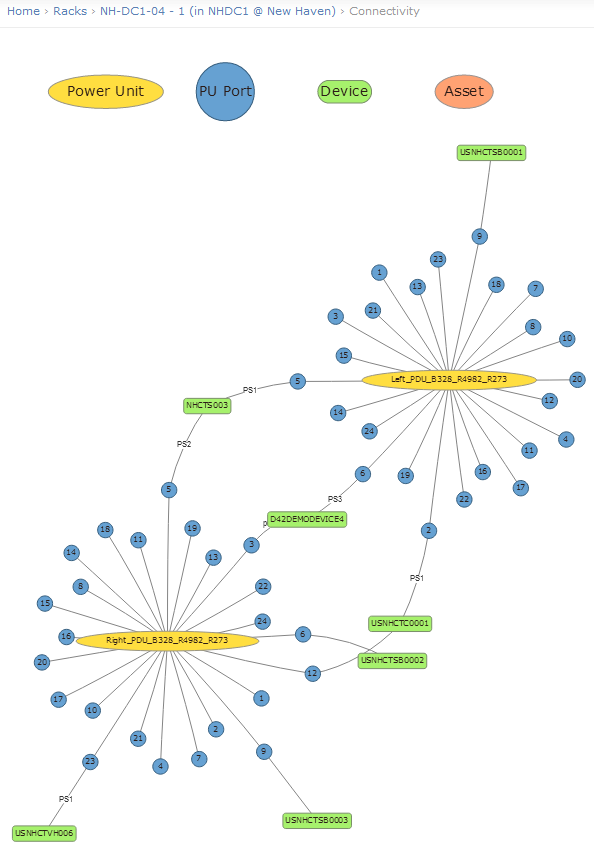 Home › Racks › NH-DC1-04 - 1 (in NHDC1 @ New Haven) › Connectivity
Power Unit
PU Port
Device
Asset
USNHCTSB0001
9
23
1
13
18
7
21
3
8
10
15
Left_PDU_B328_R4982_R273
20
5
PS1
12
NHCTS003
14
24
4
PS2
11
6
19
16
5
17
PS3
22
D42DEMODEVICE4
18
19
2
11
3
14
13
PS1
8
22
15
24
USNHCTC0001
16
Right_PDU_B328_R4982_R273
6
20
USNHCTSB0002
12
17
1
10
2
21
9
23
7
4
PS1
USNHCTSB0003
USNHCTVH006